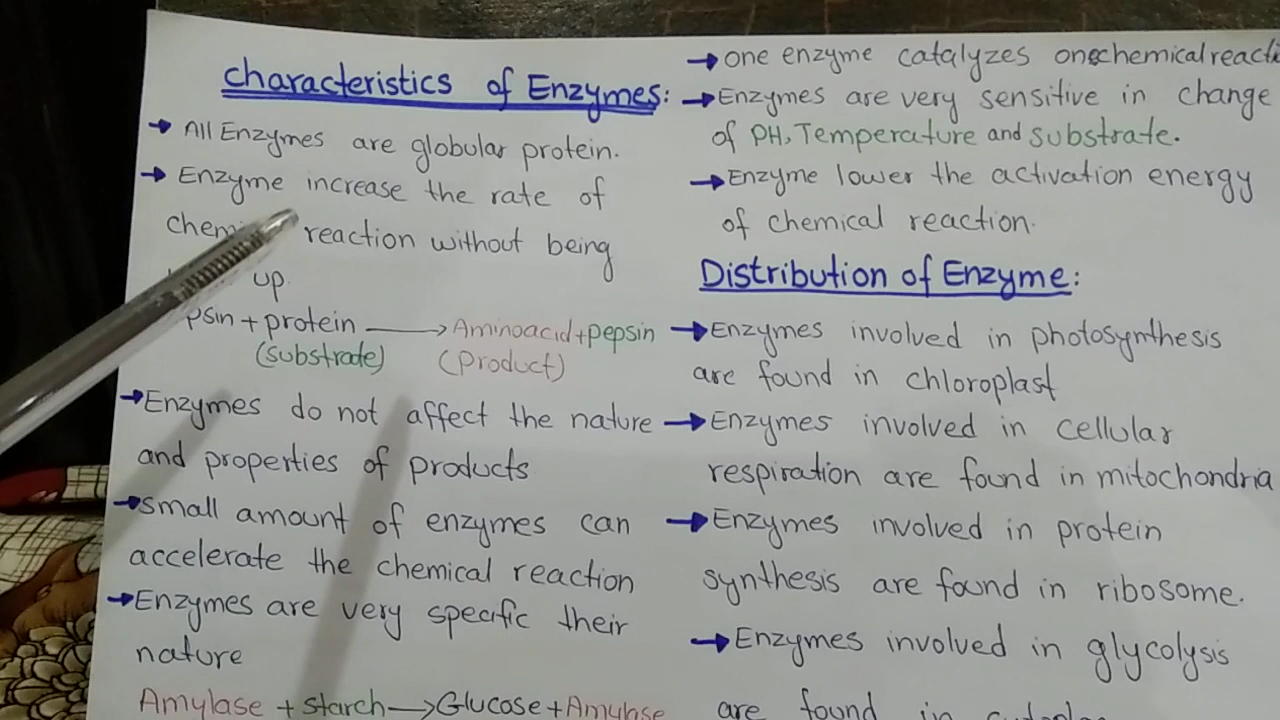 characteristics of Enzymes:
→ All Enzymes are globular protein.
→ Enzyme increase the rate of
reaction without being
up.
+ protein → Aminoacid + pepsin
(substrate) (Product)
→ Enzymes do not affect the nature
and properties of products
→ small amount of enzymes can
accelerate the chemical reaction
→ Enzymes are very specific their
nature
Amylase + starch → Glucose + Amylase
→ one enzyme catalyzes one chemical
→ Enzymes are very sensitive in change
of PH, Temperature and substrate.
→ Enzyme lower the activation energy
of chemical reaction.
Distribution of Enzyme:
→ Enzymes involved in photosynthesis
are found in chloroplast
→ Enzymes involved in cellular
respiration are found in mitochondria
→ Enzymes involved in protein
synthesis are found in ribosome.
→ Enzymes involved in glycolysis
are found in